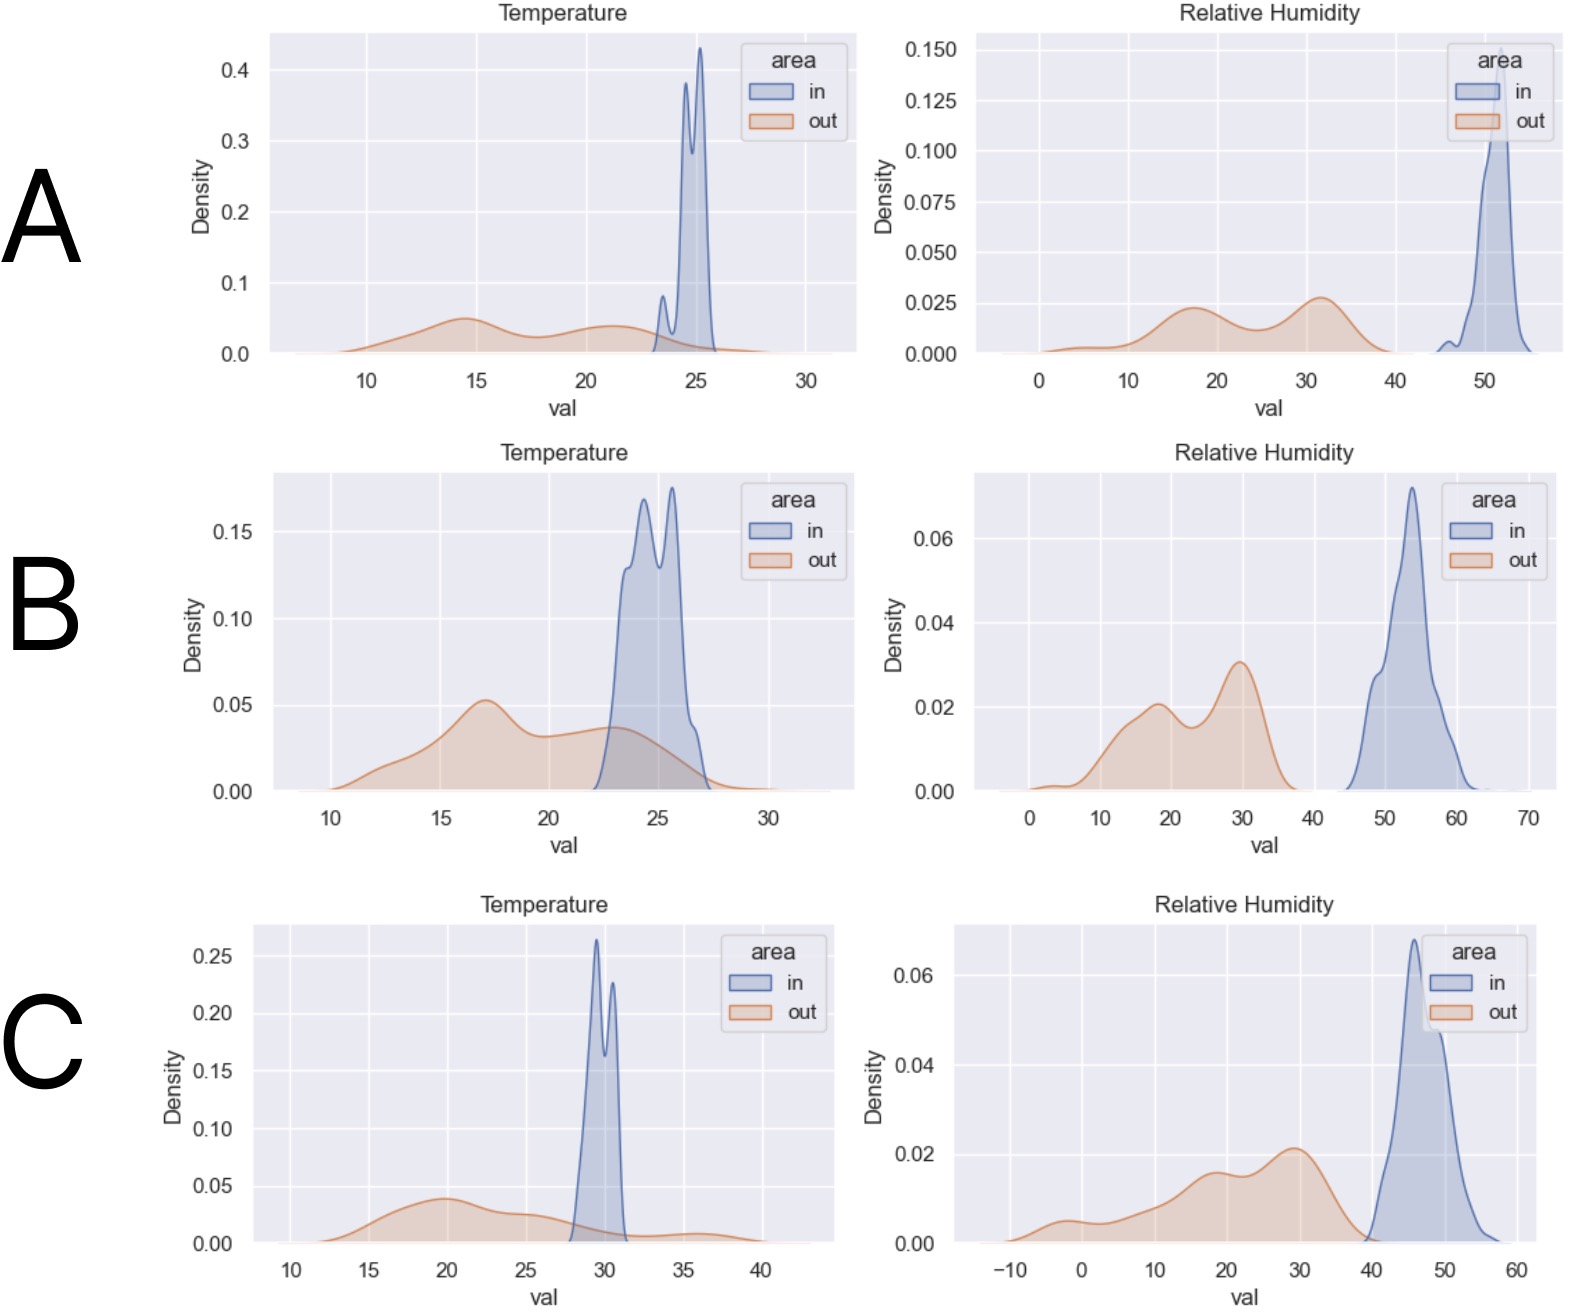 A
Temperature
Density
0.4
0.3
0.2
0.1
0.0
area
in
out
10 15 20 25 30
val
Relative Humidity
Density
0.150
0.125
0.100
0.075
0.050
0.025
0.000
area
in
out
0 10 20 30 40 50
val
B
Temperature
Density
0.15
0.10
0.05
0.00
area
in
out
10 15 20 25 30
val
Relative Humidity
Density
0.06
0.04
0.02
0.00
area
in
out
0 10 20 30 40 50 60 70
val
C
Temperature
Density
0.25
0.20
0.15
0.10
0.05
0.00
area
in
out
10 15 20 25 30 35 40
val
Relative Humidity
Density
0.06
0.04
0.02
0.00
area
in
out
−10 0 10 20 30 40 50 60
val